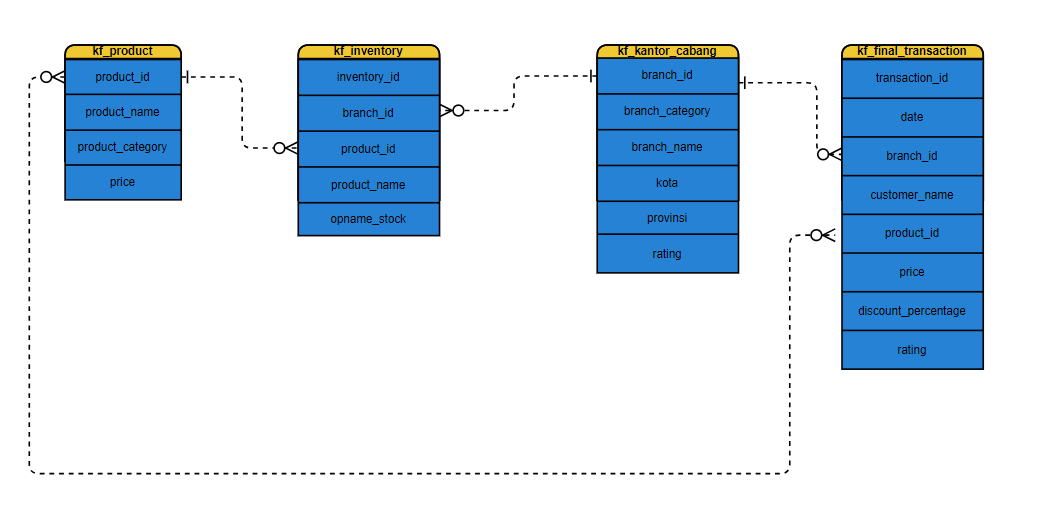 kf_product
product_id
product_name
product_category
price
kf_inventory
inventory_id
branch_id
product_id
product_name
opname_stock
kf_kantor_cabang
branch_id
branch_category
branch_name
kota
provinsi
rating
kf_final_transaction
transaction_id
date
branch_id
customer_name
product_id
price
discount_percentage
rating